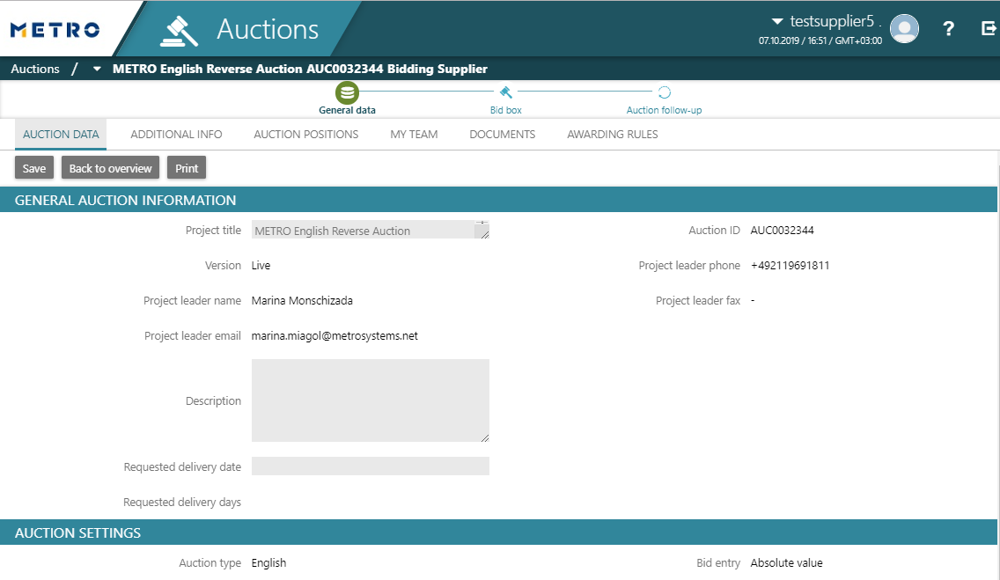 METRO Auctions testsupplier5 . ?
07.10.2019 / 16:51 / GMT+03:00
Auctions / METRO English Reverse Auction AUC0032344 Bidding Supplier
General data Bid box Auction follow-up
AUCTION DATA ADDITIONAL INFO AUCTION POSITIONS MY TEAM DOCUMENTS AWARDING RULES
Save Back to overview Print
GENERAL AUCTION INFORMATION
Project title METRO English Reverse Auction Auction ID AUC0032344
Version Live Project leader phone +492119691811
Project leader name Marina Monschizada Project leader fax -
Project leader email marina.miagol@metrosystems.net
Description
Requested delivery date
Requested delivery days
AUCTION SETTINGS
Auction type English Bid entry Absolute value